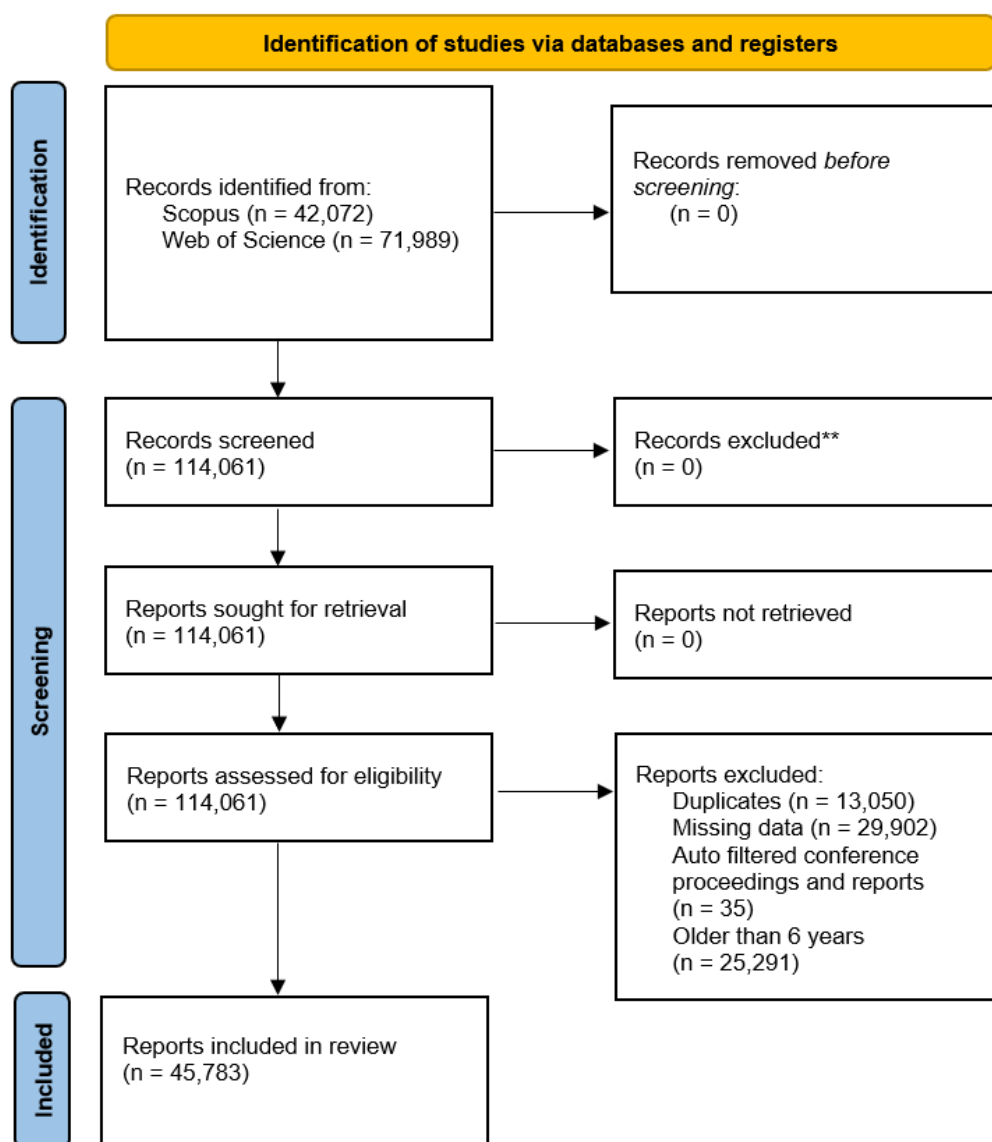 Identification of studies via databases and registers
Identification
Records identified from:
Scopus (n = 42,072)
Web of Science (n = 71,989)
Records removed before
screening:
(n = 0)
Screening
Records screened
(n = 114,061)
Records excluded**
(n = 0)
Reports sought for retrieval
(n = 114,061)
Reports not retrieved
(n = 0)
Reports assessed for eligibility
(n = 114,061)
Reports excluded:
Duplicates (n = 13,050)
Missing data (n = 29,902)
Auto filtered conference
proceedings and reports
(n = 35)
Older than 6 years
(n = 25,291)
Included
Reports included in review
(n = 45,783)